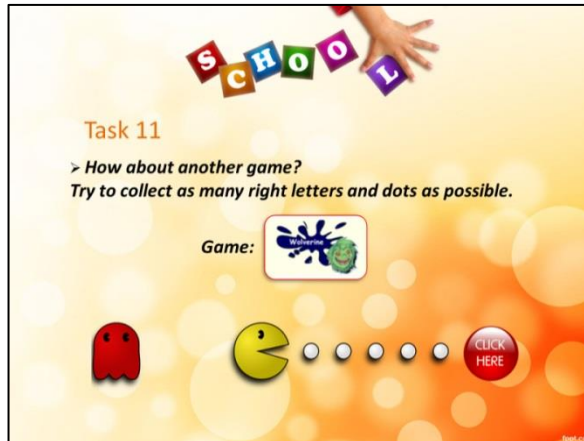 SCHOOL
Task 11
➢ How about another game?
Try to collect as many right letters and dots as possible.
Game:
Wolverine
CLICK
HERE